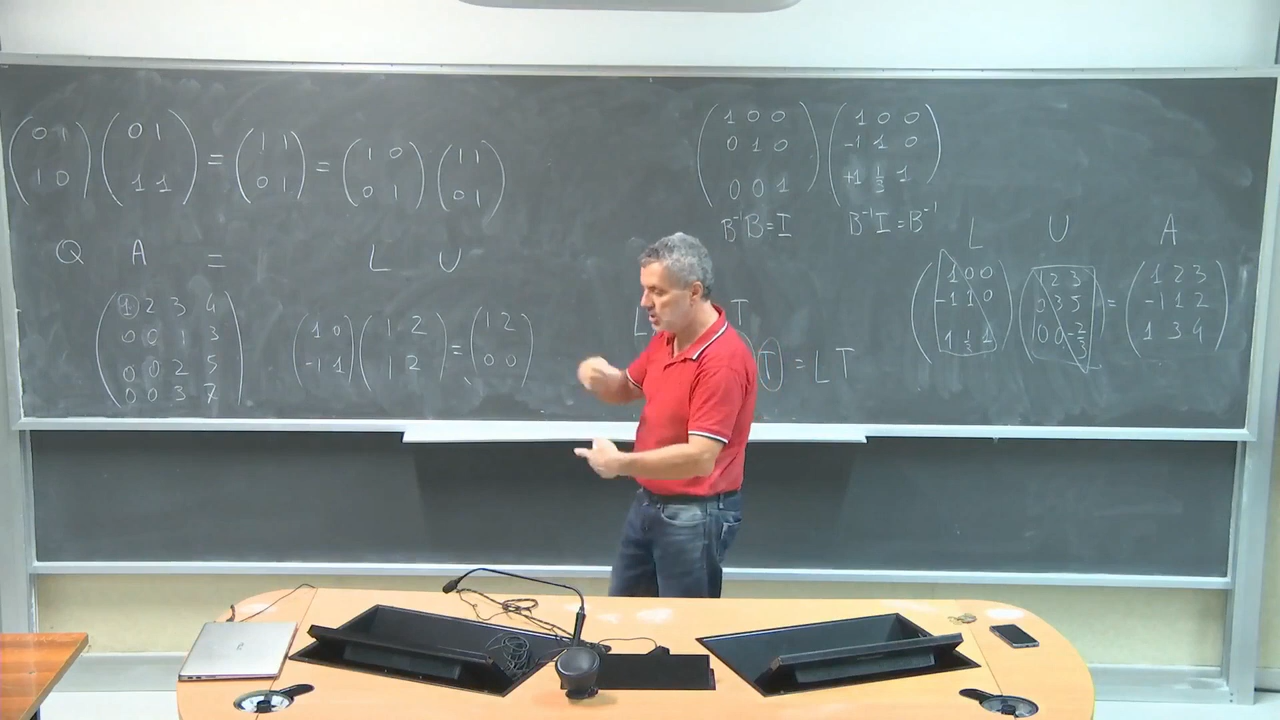 0 1 0 1 1 1 1 0 1 1
1 0 1 1 = 0 1 = 0 1 0 1
Q A = L U
1 2 3 4
0 0 1 3
0 0 2 5
0 0 3 7
1 0 1 2 1 2
-1 1 1 2 = 0 0
1 0 0 1 0 0
0 1 0 -1 1 0
0 0 1 +1 1/3 1
B⁻¹B=I B⁻¹I=B⁻¹
T
T = LT
L U A
1 0 0 1 2 3 1 2 3
-1 1 0 0 3 5 = -1 1 2
1 1/3 1 0 0 -2/3 1 3 4